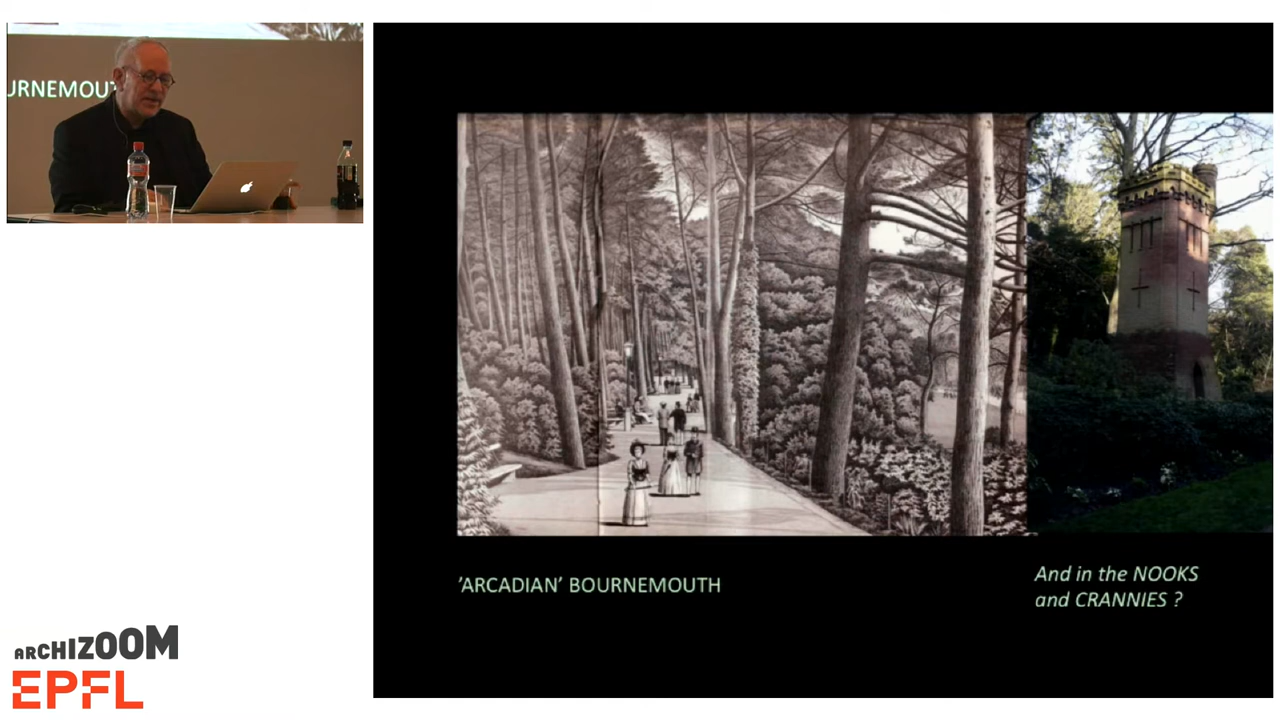 URNEMOUT
'ARCADIAN' BOURNEMOUTH
And in the NOOKS
and CRANNIES ?
ARCHIZOOM
EPFL